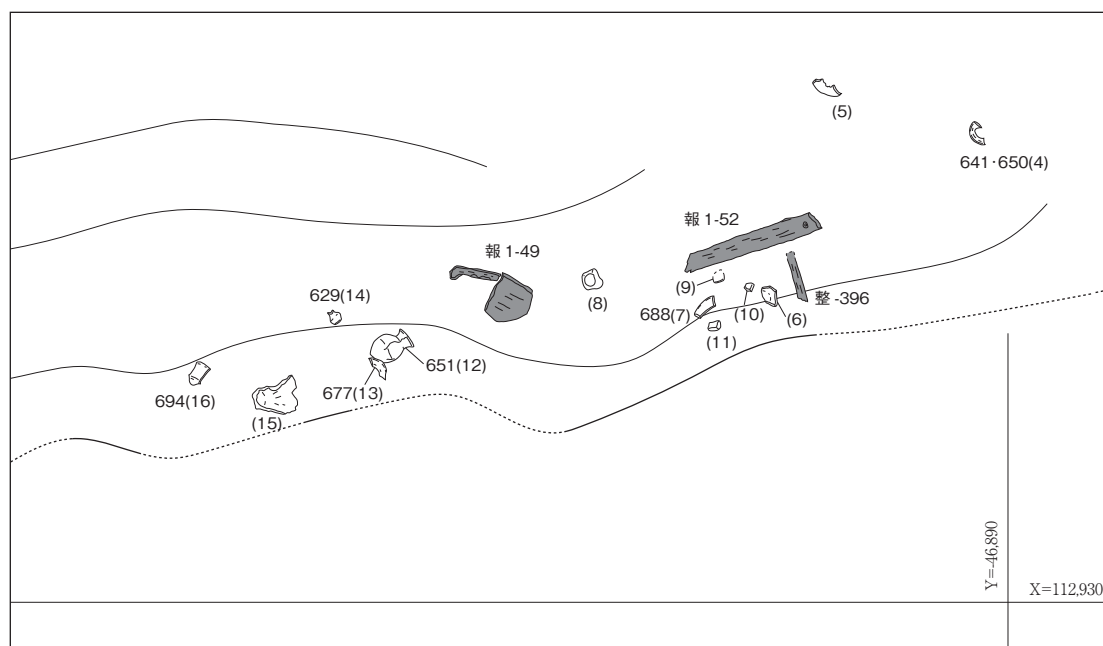 (5)
641·650(4)
報 1-52
報 1-49
(8)
(9)
整 -396
688(7)
(10)
(6)
629(14)
(11)
651(12)
677(13)
694(16)
(15)
Y=-46,890
X=112,930